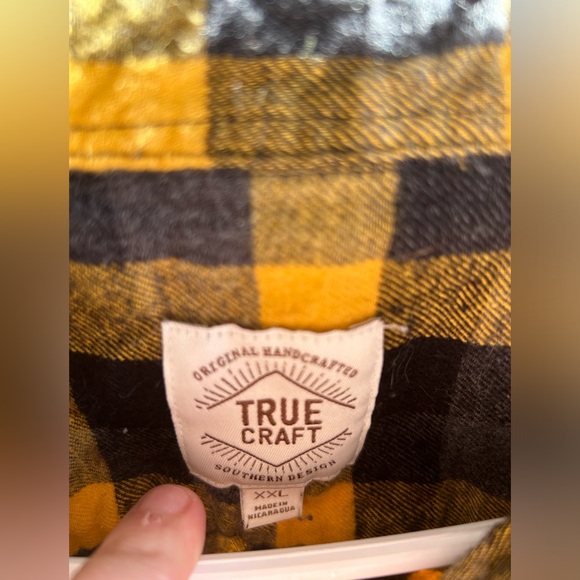 ORIGINAL HANDCRAFTED
TRUE
CRAFT
SOUTHERN DESIGN
XXL
MADE IN
NICARAGUA